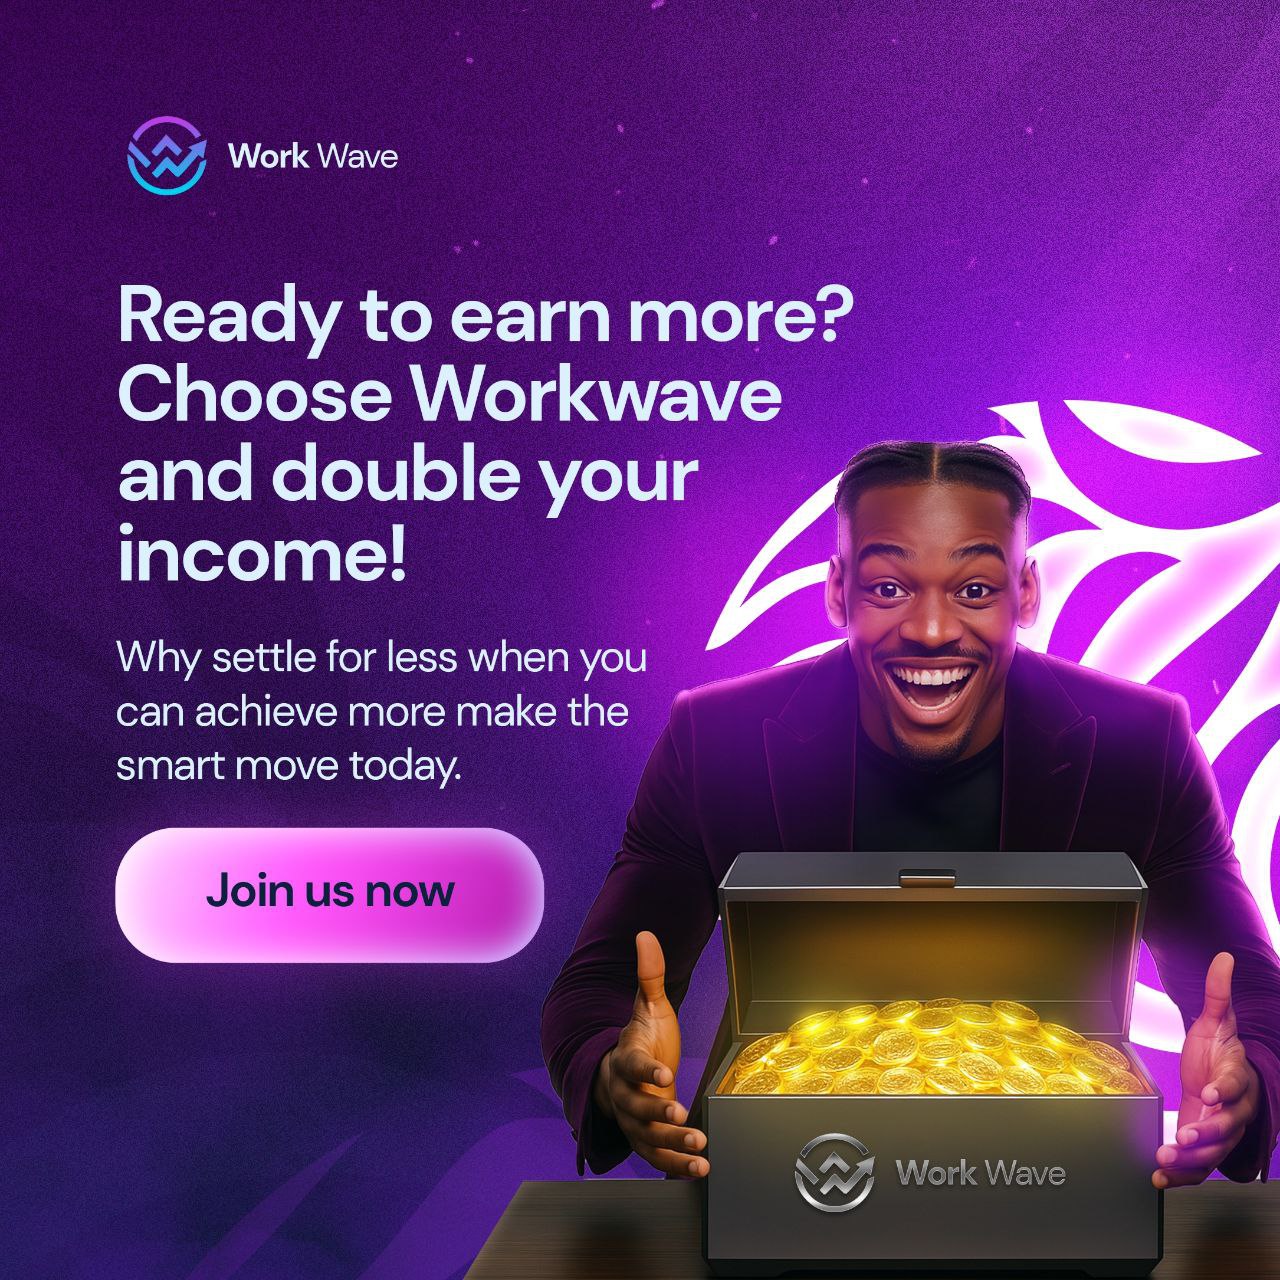 Work Wave
Ready to earn more?
Choose Workwave
and double your
income!
Why settle for less when you
can achieve more make the
smart move today.
Join us now
Work Wave